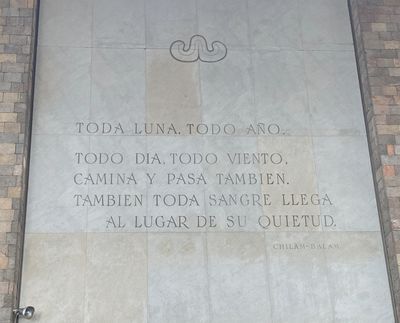 TODA LUNA, TODO AÑO,
TODO DIA, TODO VIENTO,
CAMINA Y PASA TAMBIEN.
TAMBIEN TODA SANGRE LLEGA
AL LUGAR DE SU QUIETUD.
CHILAM-BALAM